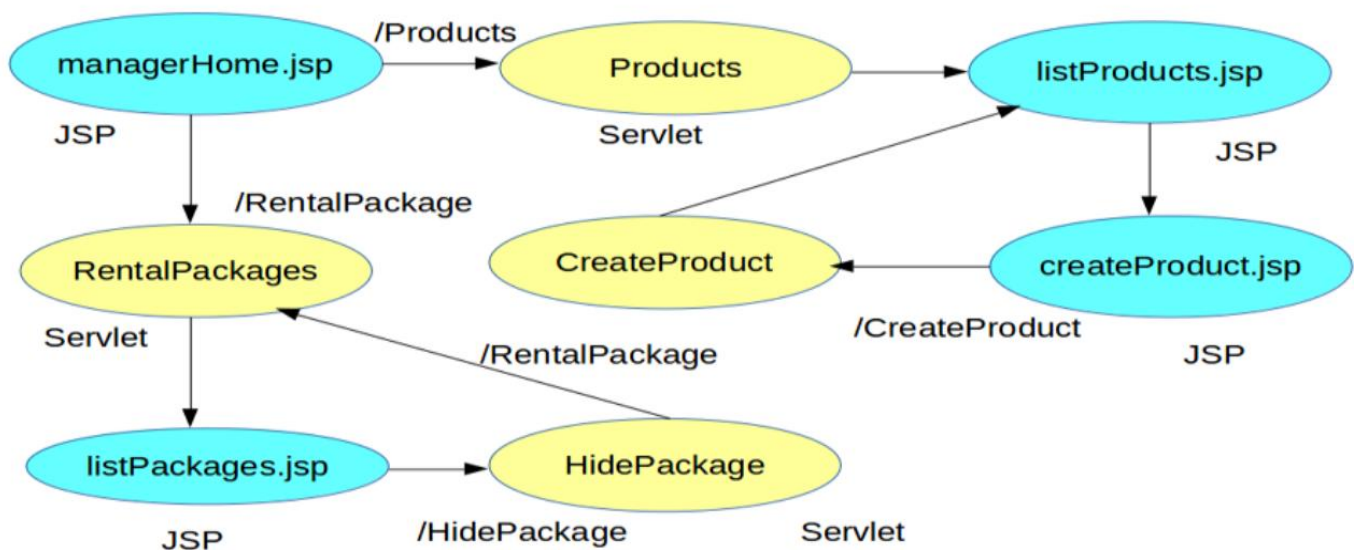 /Products
managerHome.jsp
Products
listProducts.jsp
JSP
Servlet
JSP
/RentalPackage
RentalPackages
CreateProduct
createProduct.jsp
Servlet
/CreateProduct
/RentalPackage
JSP
listPackages.jsp
HidePackage
JSP
/HidePackage
Servlet